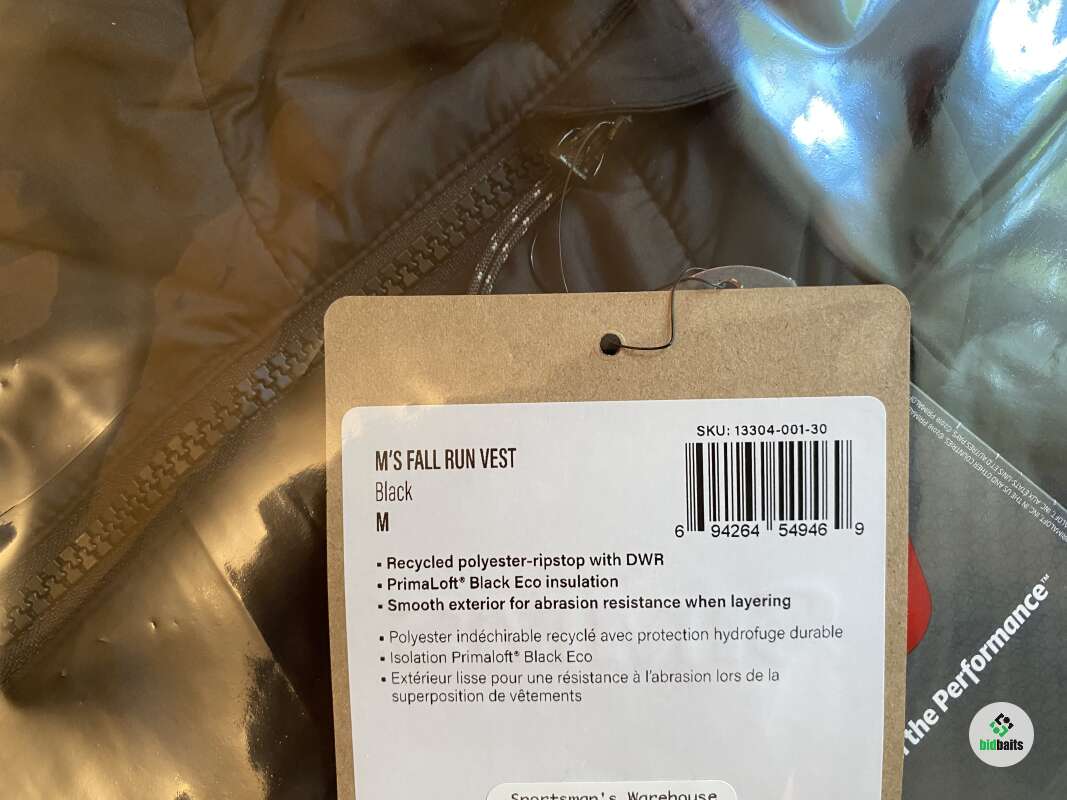 SKU: 13304-001-30
M'S FALL RUN VEST
Black
M
6 94264 54946 9
▪ Recycled polyester-ripstop with DWR
▪ PrimaLoft® Black Eco insulation
▪ Smooth exterior for abrasion resistance when layering
▪ Polyester indéchirable recyclé avec protection hydrofuge durable
▪ Isolation Primaloft® Black Eco
▪ Extérieur lisse pour une résistance à l'abrasion lors de la
superposition de vêtements
Sportsman's Warehouse
the Performance™
bidbaits